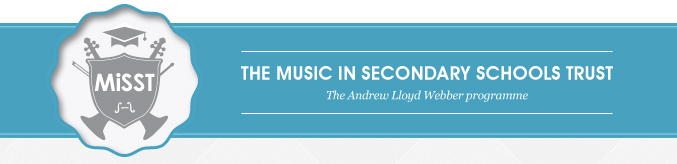 MiSST
THE MUSIC IN SECONDARY SCHOOLS TRUST
The Andrew Lloyd Webber programme